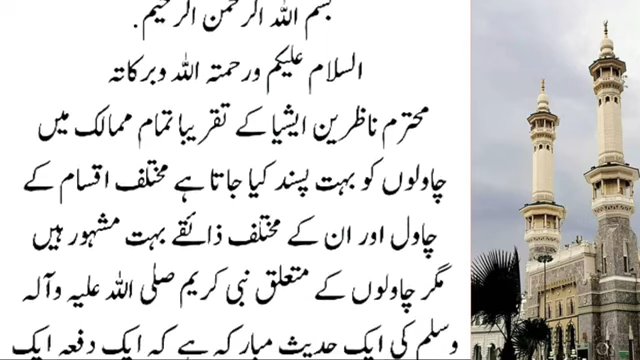 بسم اللہ الرحمن الرحیم.
السلام علیکم ورحمتہ اللہ وبرکاتہ
محترم ناظرین ایشیا کے تقریبا تمام ممالک میں
چاولوں کو بہت پسند کیا جاتا ہے مختلف اقسام کے
چاول اور ان کے مختلف ذائقے بہت مشہور ہیں
مگر چاولوں کے متعلق نبی کریم صلی اللہ علیہ وآلہ
وسلم کی ایک حدیث مبارکہ ہے کہ ایک دفعہ ایک